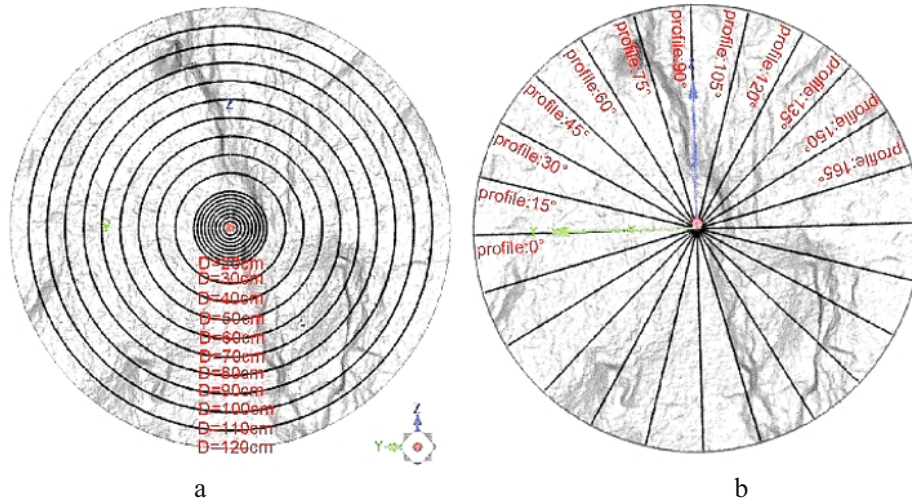 Z
Y
D=20cm
D=30cm
D=40cm
D=50cm
D=60cm
D=70cm
D=80cm
D=90cm
D=100cm
D=110cm
D=120cm
Z
Y
a
profile:0°
profile:15°
profile:30°
profile:45°
profile:60°
profile:75°
profile:90°
profile:105°
profile:120°
profile:135°
profile:150°
profile:165°
Z
Y
b